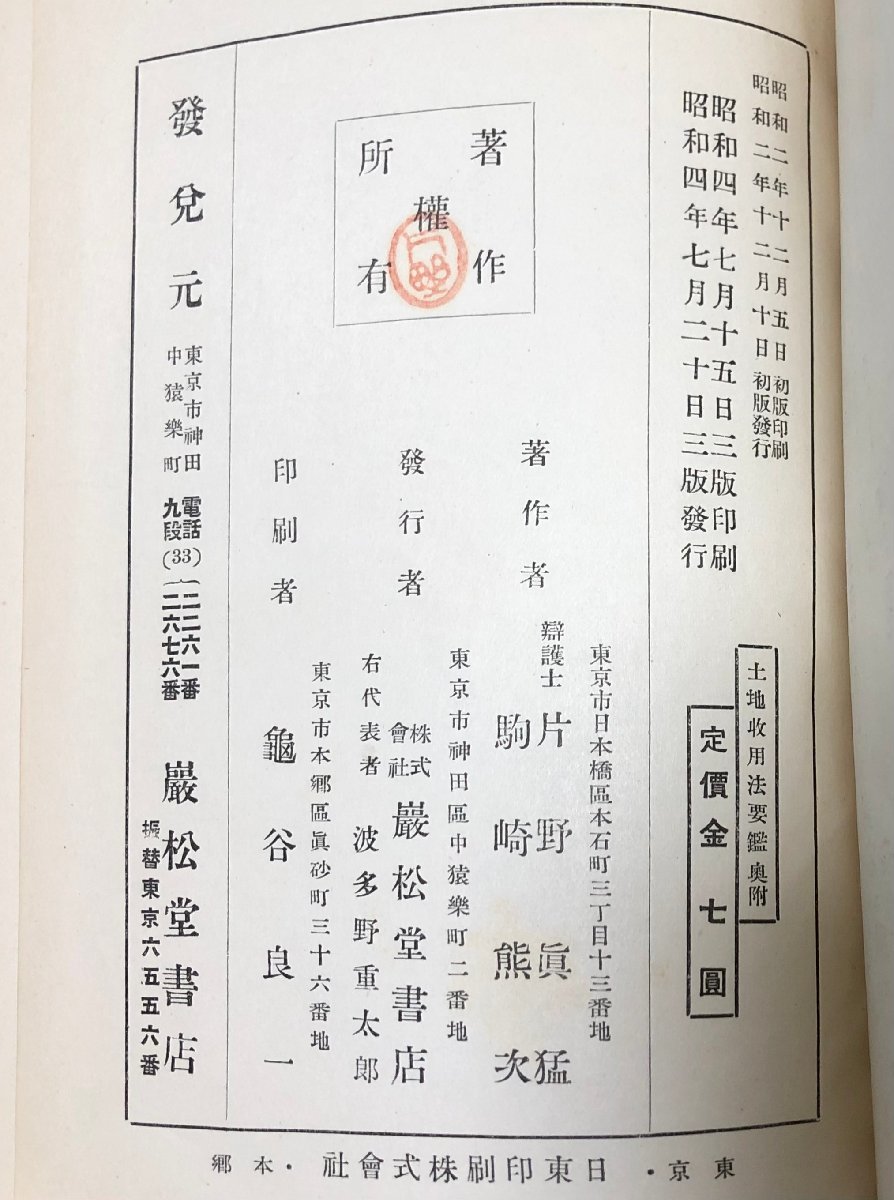 昭和二年十二月五日初版印刷
昭和二年十二月十日初版發行
昭和四年七月十五日三版印刷
昭和四年七月二十日三版發行
土地收用法要鑑奧附
定價金七圓
著作權所有
東京市日本橋區本石町三丁目十三番地
著作者
辯護士 片野眞猛
駒崎熊次
東京市神田區中猿樂町二番地
發行者
株式會社 巖松堂書店
右代表者 波多野重太郎
東京市本鄕區眞砂町三十六番地
印刷者 龜谷良一
發兌元
東京市神田
中猿樂町
電話
九段(33)
二二六一番
二六七六番
巖松堂書店
振替東京六五五六番
東京・日東印刷株式會社・本鄕